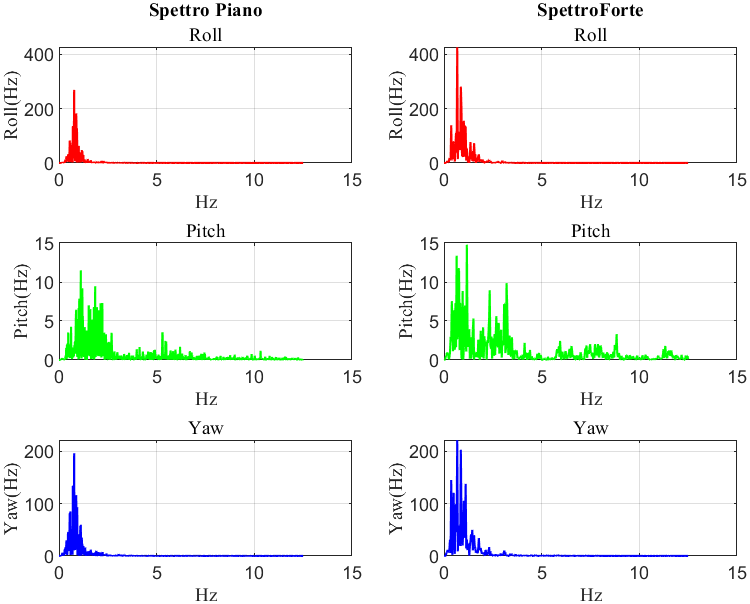 Spettro Piano
SpettroForte
Roll
Roll(Hz)
400
200
0
0 5 10 15
Hz
Roll
Roll(Hz)
400
200
0
0 5 10 15
Hz
Pitch
Pitch(Hz)
15
10
5
0
0 5 10 15
Hz
Pitch
Pitch(Hz)
15
10
5
0
0 5 10 15
Hz
Yaw
Yaw(Hz)
200
100
0
0 5 10 15
Hz
Yaw
Yaw(Hz)
200
100
0
0 5 10 15
Hz